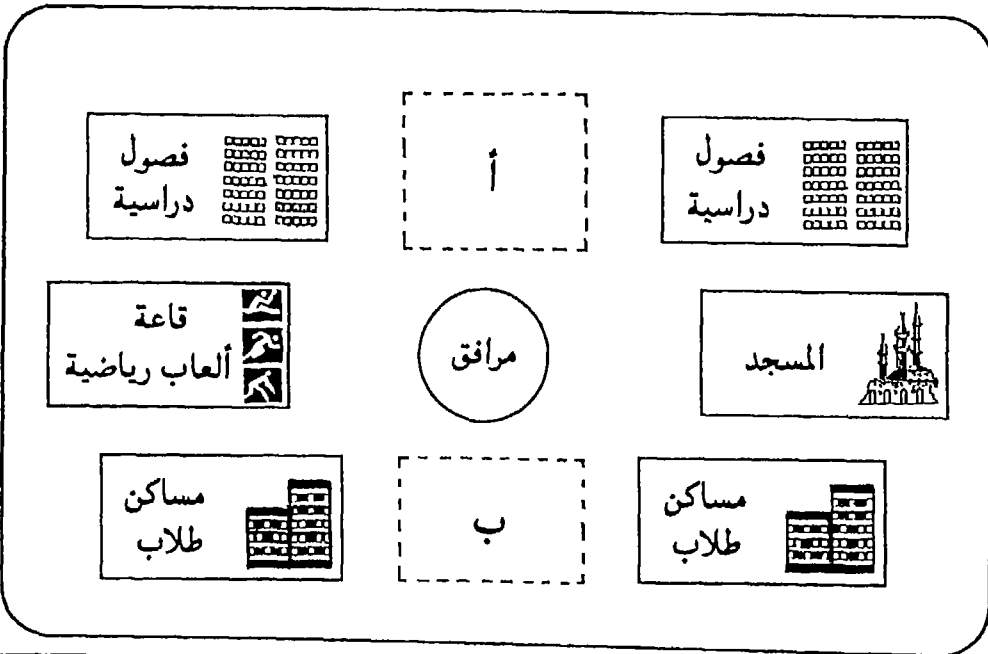 فصول
دراسية
أ
فصول
دراسية
المسجد
مرافق
قاعة
ألعاب رياضية
مساكن
طلاب
ب
مساكن
طلاب